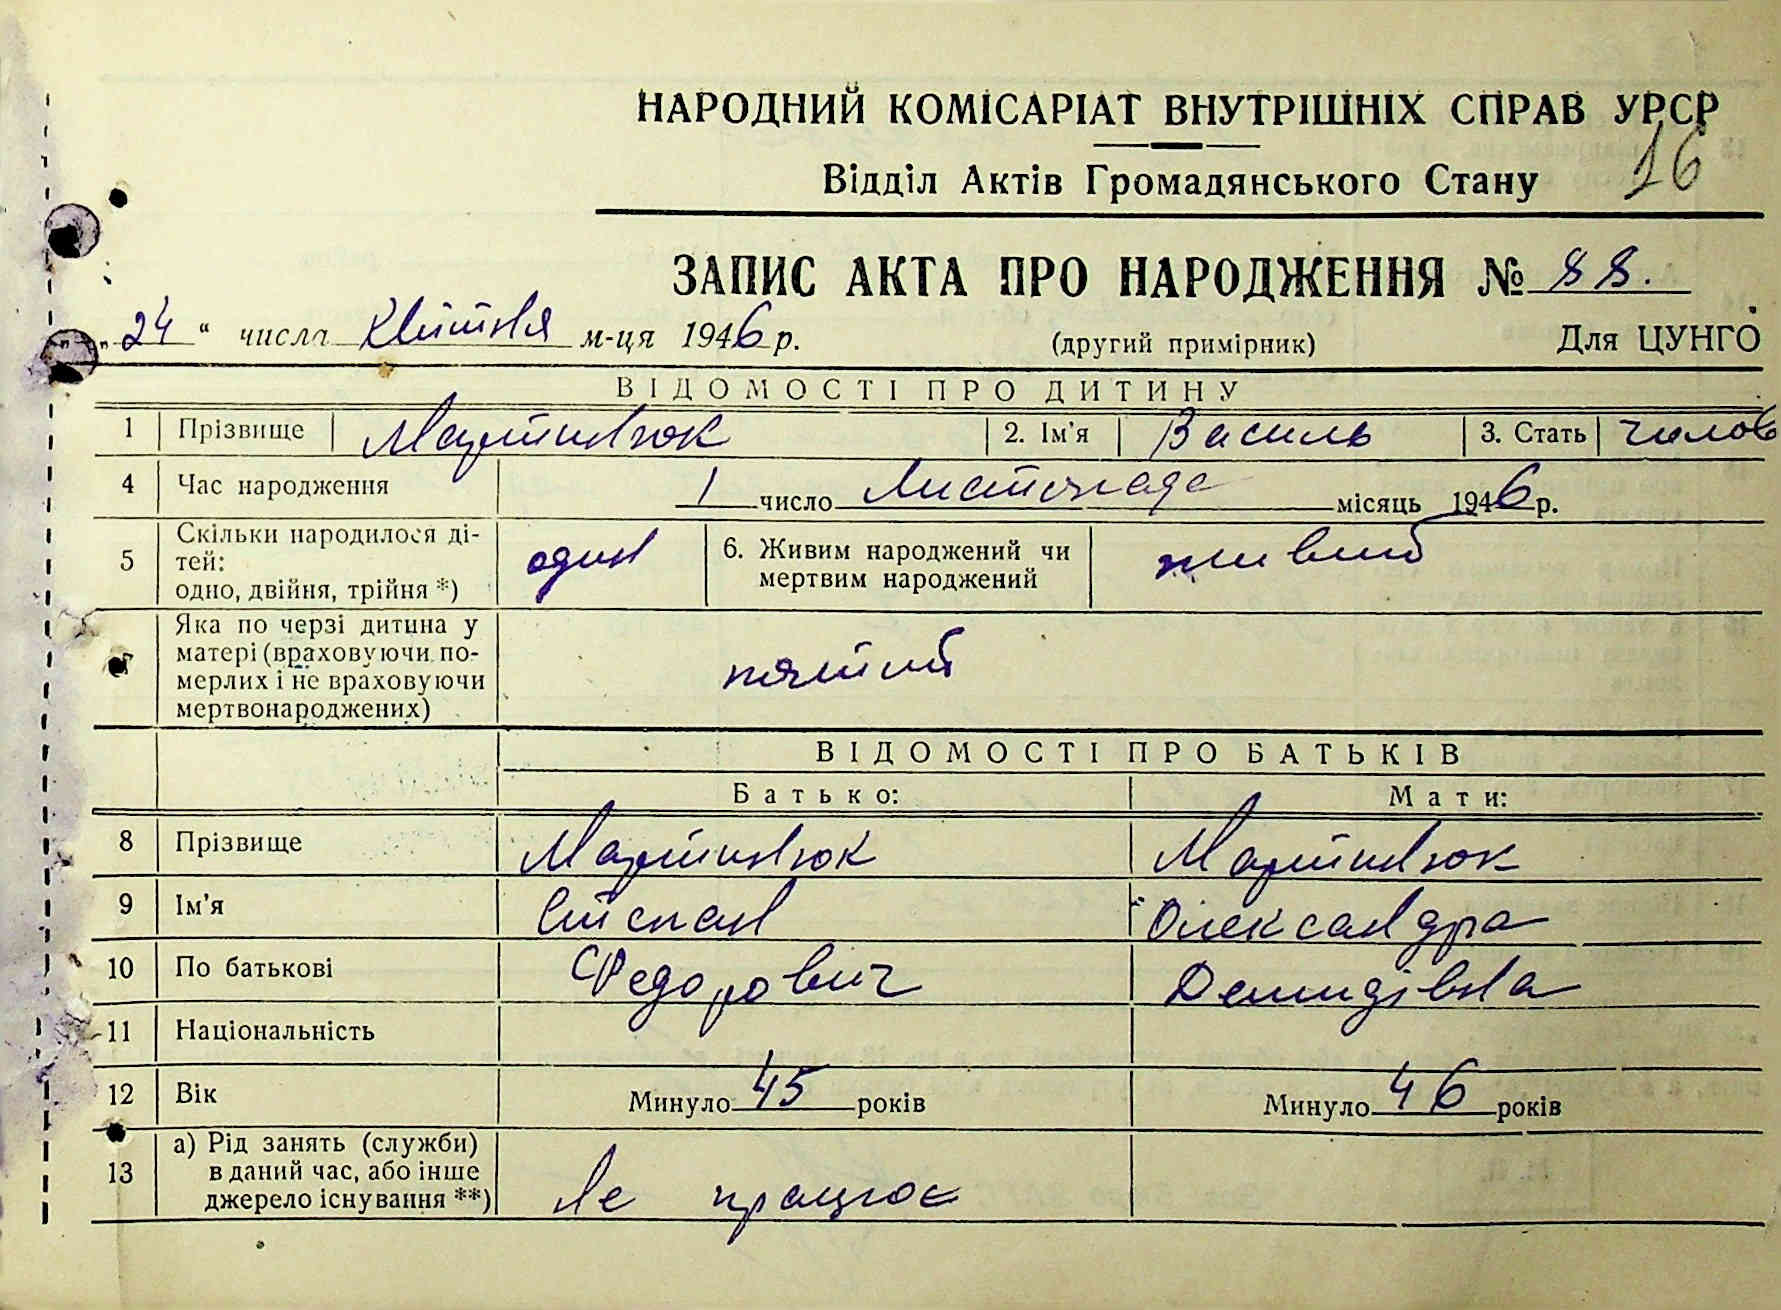 НАРОДНИЙ КОМІСАРІАТ ВНУТРІШНІХ СПРАВ УРСР
16
Відділ Актів Громадянського Стану
ЗАПИС АКТА ПРО НАРОДЖЕННЯ № 88.
„24“ числа Квітня м-ця 1946 р. (другий примірник) Для ЦУНГО
ВІДОМОСТІ ПРО ДИТИНУ
1 Прізвище Мартинюк 2. Ім'я Василь 3. Стать чолов
4 Час народження 1 число Листопада місяць 1946 р.
5 Скільки народилося ді-
тей:
одно, двійня, трійня *) один 6. Живим народжений чи
мертвим народжений живий
7 Яка по черзі дитина у
матері (враховуючи по-
мерлих і не враховуючи
мертвонароджених) пятий
ВІДОМОСТІ ПРО БАТЬКІВ
Батько: Мати:
8 Прізвище Мартинюк Мартинюк
9 Ім'я Степан Олександра
10 По батькові Федорович Демидівна
11 Національність
12 Вік Минуло 45 років Минуло 46 років
13 а) Рід занять (служби)
в даний час, або інше
джерело існування **) Не працює